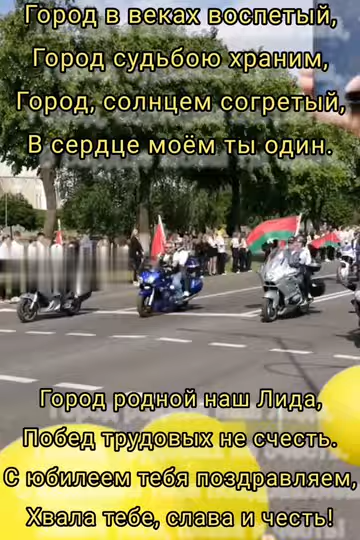 Город в веках воспетый,
Город судьбою храним,
Город, солнцем согретый,
В сердце моём ты один.
Город родной наш Лида,
Побед трудовых не счесть.
С юбилеем тебя поздравляем,
Хвала тебе, слава и честь!